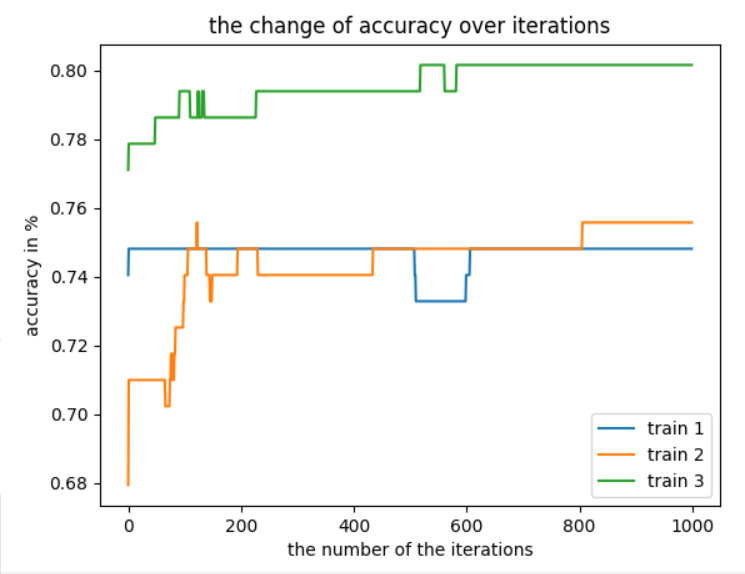 the change of accuracy over iterations
0.80
0.78
0.76
0.74
0.72
0.70
0.68
accuracy in %
train 1
train 2
train 3
0 200 400 600 800 1000
the number of the iterations